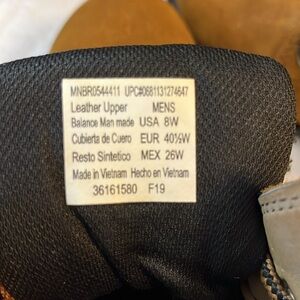 MNBR0544411 UPC#0681131274647
Leather Upper MENS
Balance Man made USA 8W
Cubierta de Cuero EUR 40½W
Resto Sintetico MEX 26W
Made in Vietnam Hecho en Vietnam
36161580 F19